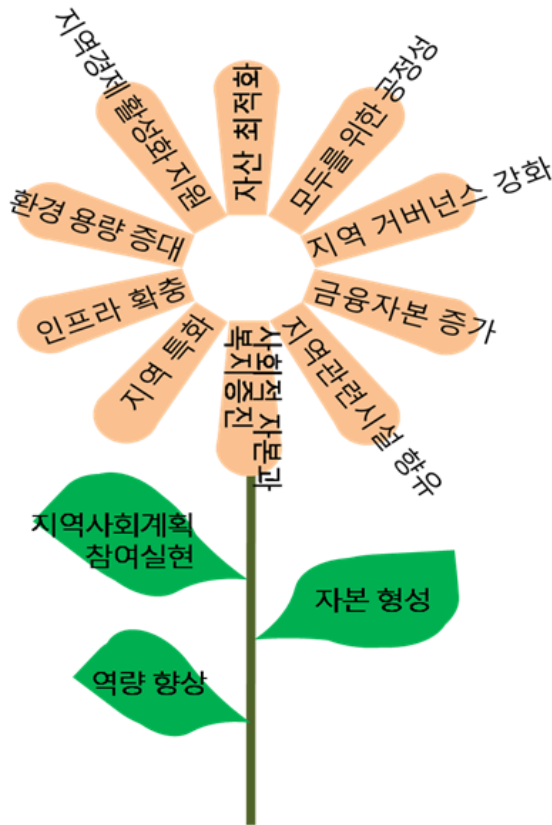 자산 최적화
모두를 위한 공정성
지역 거버넌스 강화
금융자본 증가
지역관련시설 향유
사회적 자본과
복지증진
지역 특화
인프라 확충
환경 용량 증대
지역경제 활성화 지원
지역사회계획
참여실현
자본 형성
역량 향상